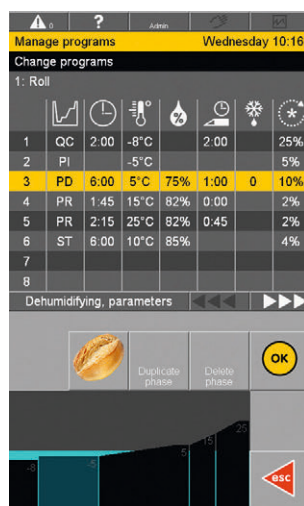 0 ? Admin
Manage programs Wednesday 10:16
Change programs
1: Roll
1 QC 2:00 -8°C 2:00 25%
2 PI -5°C 5%
3 PD 6:00 5°C 75% 1:00 0 10%
4 PR 1:45 15°C 82% 0:00 2%
5 PR 2:15 25°C 82% 0:45 2%
6 ST 6:00 10°C 85% 4%
7
8
Dehumidifying, parameters
Duplicate phase
Delete phase
OK
25
15
5
-5
-8
esc